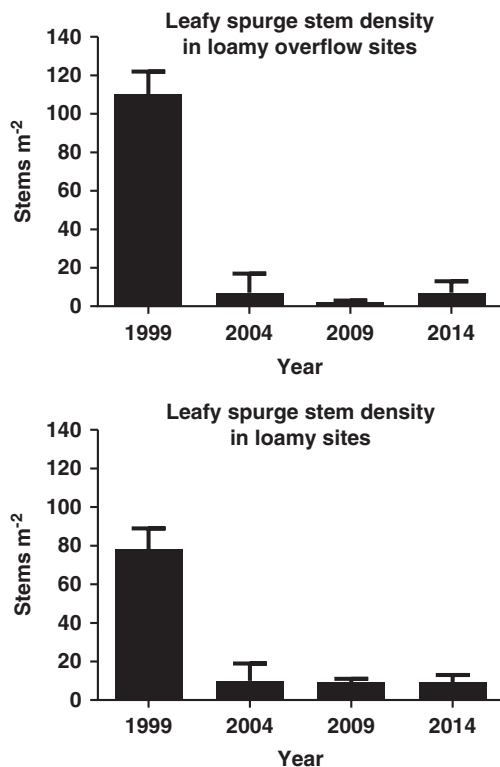 Leafy spurge stem density
in loamy overflow sites
140
120
100
80
60
40
20
0
Stems m⁻²
1999 2004 2009 2014
Year
Leafy spurge stem density
in loamy sites
140
120
100
80
60
40
20
0
Stems m⁻²
1999 2004 2009 2014
Year